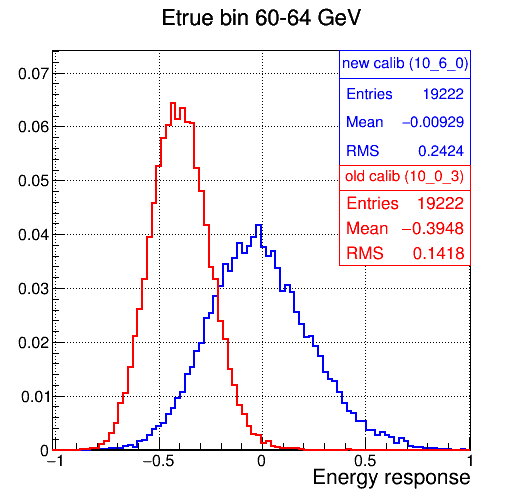 Etrue bin 60-64 GeV
new calib (10_6_0)
Entries 19222
Mean −0.00929
RMS 0.2424
old calib (10_0_3)
Entries 19222
Mean −0.3948
RMS 0.1418
0.07
0.06
0.05
0.04
0.03
0.02
0.01
0
−1 −0.5 0 0.5 1
Energy response